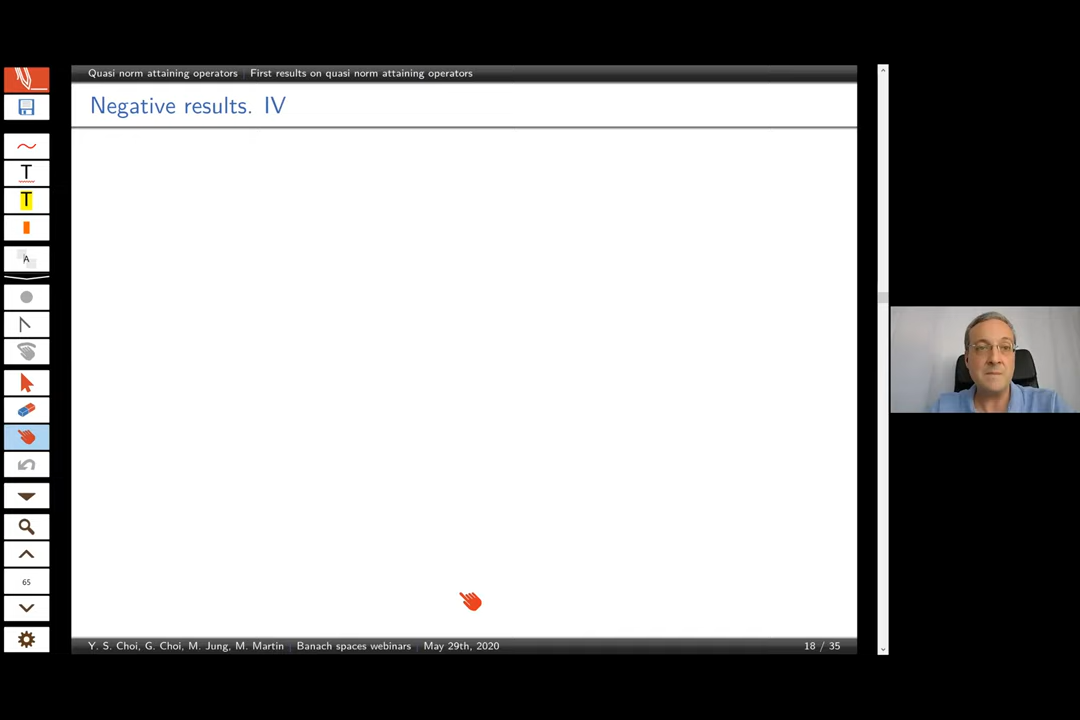 Quasi norm attaining operators | First results on quasi norm attaining operators
Negative results. IV
T
T
A
65
Y. S. Choi, G. Choi, M. Jung, M. Martin | Banach spaces webinars | May 29th, 2020 18 / 35